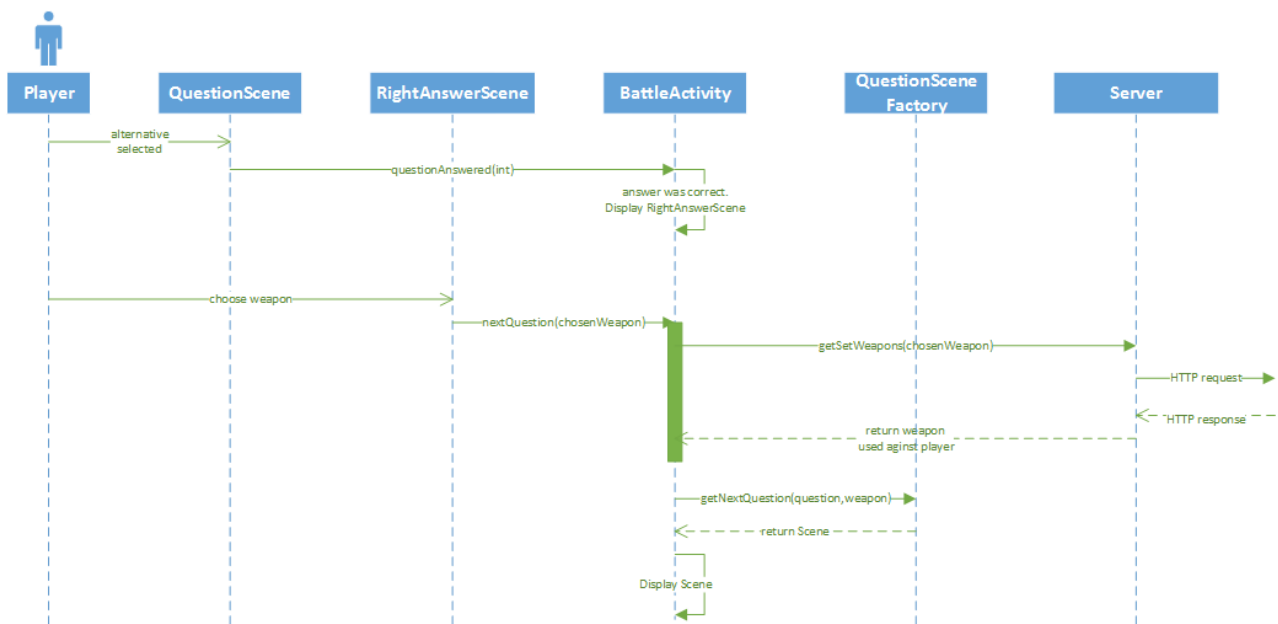 Player
QuestionScene
RightAnswerScene
BattleActivity
QuestionScene
Factory
Server
alternative
selected
questionAnswered(int)
answer was correct.
Display RightAnswerScene
choose weapon
nextQuestion(chosenWeapon)
getSetWeapons(chosenWeapon)
HTTP request
HTTP response
return weapon
used aginst player
getNextQuestion(question,weapon)
return Scene
Display Scene